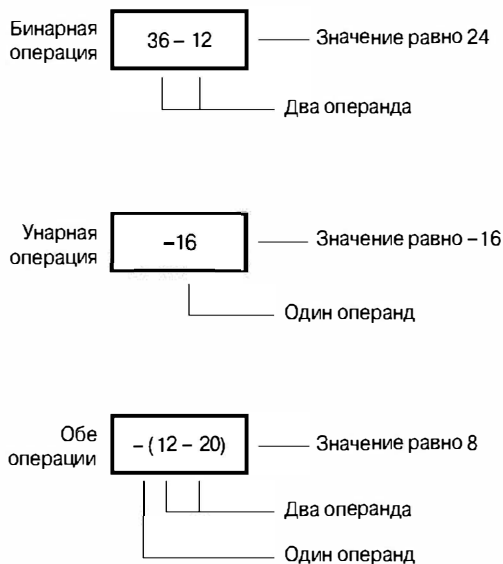 Бинарная
операция
36 – 12
Значение равно 24
Два операнда
Унарная
операция
–16
Значение равно –16
Один операнд
Обе
операции
– (12 – 20)
Значение равно 8
Два операнда
Один операнд